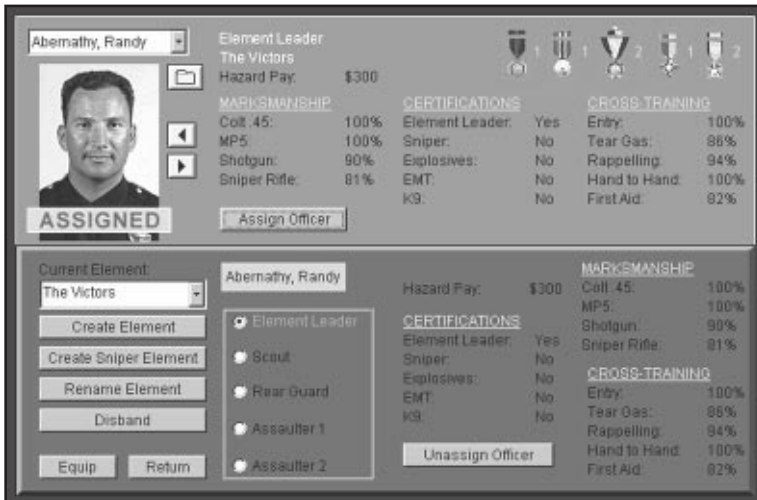 Abernathy, Randy
Element Leader
The Victors
Hazard Pay: $300
1 1 2 1 2
MARKSMANSHIP
Colt .45: 100%
MP5: 100%
Shotgun: 90%
Sniper Rifle: 81%
CERTIFICATIONS
Element Leader: Yes
Sniper: No
Explosives: No
EMT: No
K9: No
CROSS-TRAINING
Entry: 100%
Tear Gas: 86%
Rappelling: 94%
Hand to Hand: 100%
First Aid: 82%
ASSIGNED
Assign Officer
Current Element:
The Victors
Create Element
Create Sniper Element
Rename Element
Disband
Equip Return
Abernathy, Randy
Element Leader
Scout
Rear Guard
Assaulter 1
Assaulter 2
Hazard Pay: $300
CERTIFICATIONS
Element Leader: Yes
Sniper: No
Explosives: No
EMT: No
K9: No
Unassign Officer
MARKSMANSHIP
Colt .45: 100%
MP5: 100%
Shotgun: 90%
Sniper Rifle: 81%
CROSS-TRAINING
Entry: 100%
Tear Gas: 86%
Rappelling: 94%
Hand to Hand: 100%
First Aid: 82%